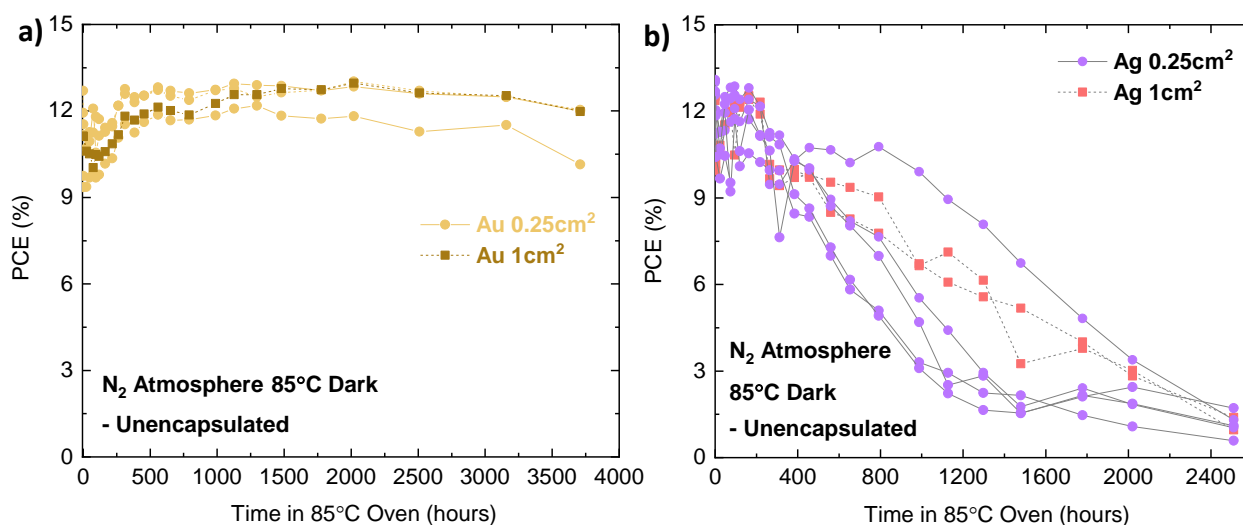 a)
15
12
9
6
3
0
PCE (%)
Au 0.25cm²
Au 1cm²
N₂ Atmosphere 85°C Dark
- Unencapsulated
0 500 1000 1500 2000 2500 3000 3500 4000
Time in 85°C Oven (hours)
b)
15
12
9
6
3
0
PCE (%)
Ag 0.25cm²
Ag 1cm²
N₂ Atmosphere
85°C Dark
- Unencapsulated
0 400 800 1200 1600 2000 2400
Time in 85°C Oven (hours)